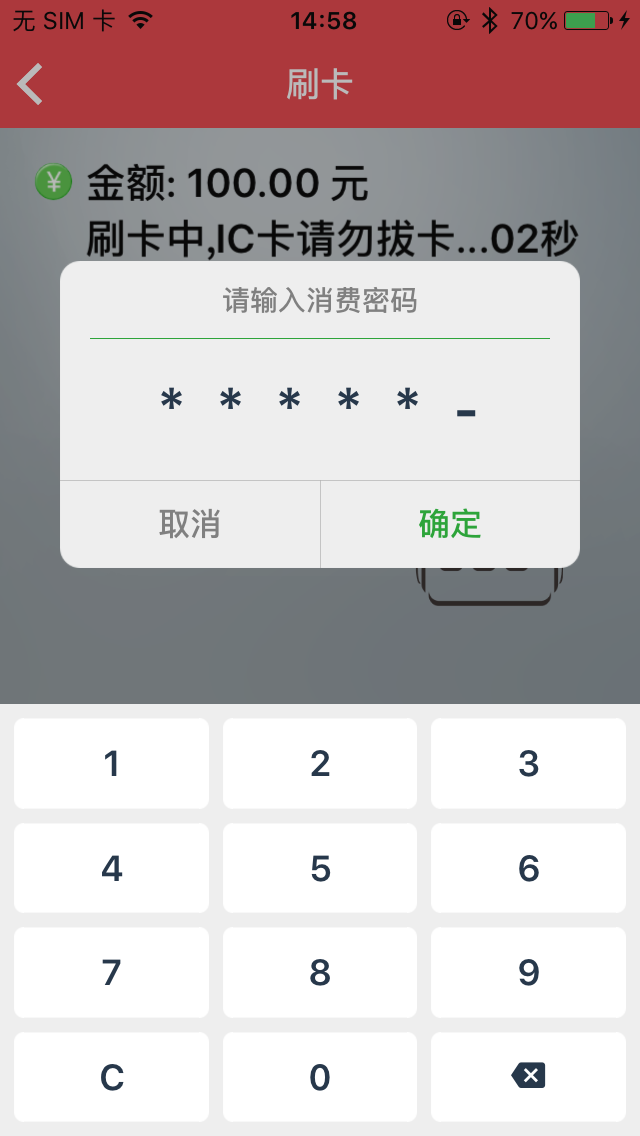 无 SIM 卡 14:58 70%
刷卡
¥ 金额: 100.00 元
刷卡中,IC卡请勿拔卡...02秒
请输入消费密码
* * * * * -
取消 确定
1 2 3
4 5 6
7 8 9
C 0